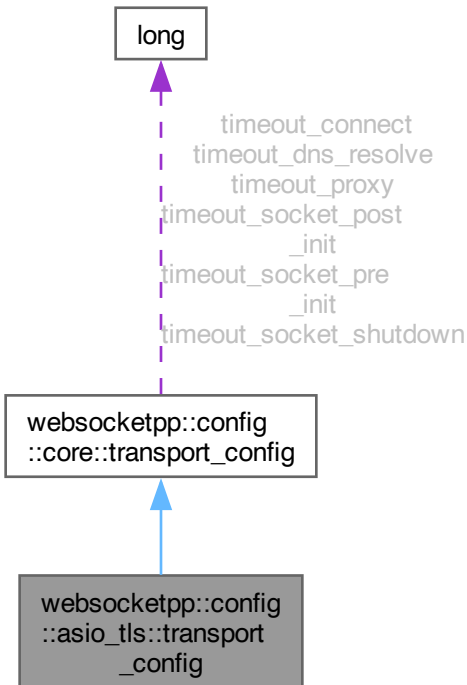 long
timeout_connect
timeout_dns_resolve
timeout_proxy
timeout_socket_post
_init
timeout_socket_pre
_init
timeout_socket_shutdown
websocketpp::config
::core::transport_config
websocketpp::config
::asio_tls::transport
_config